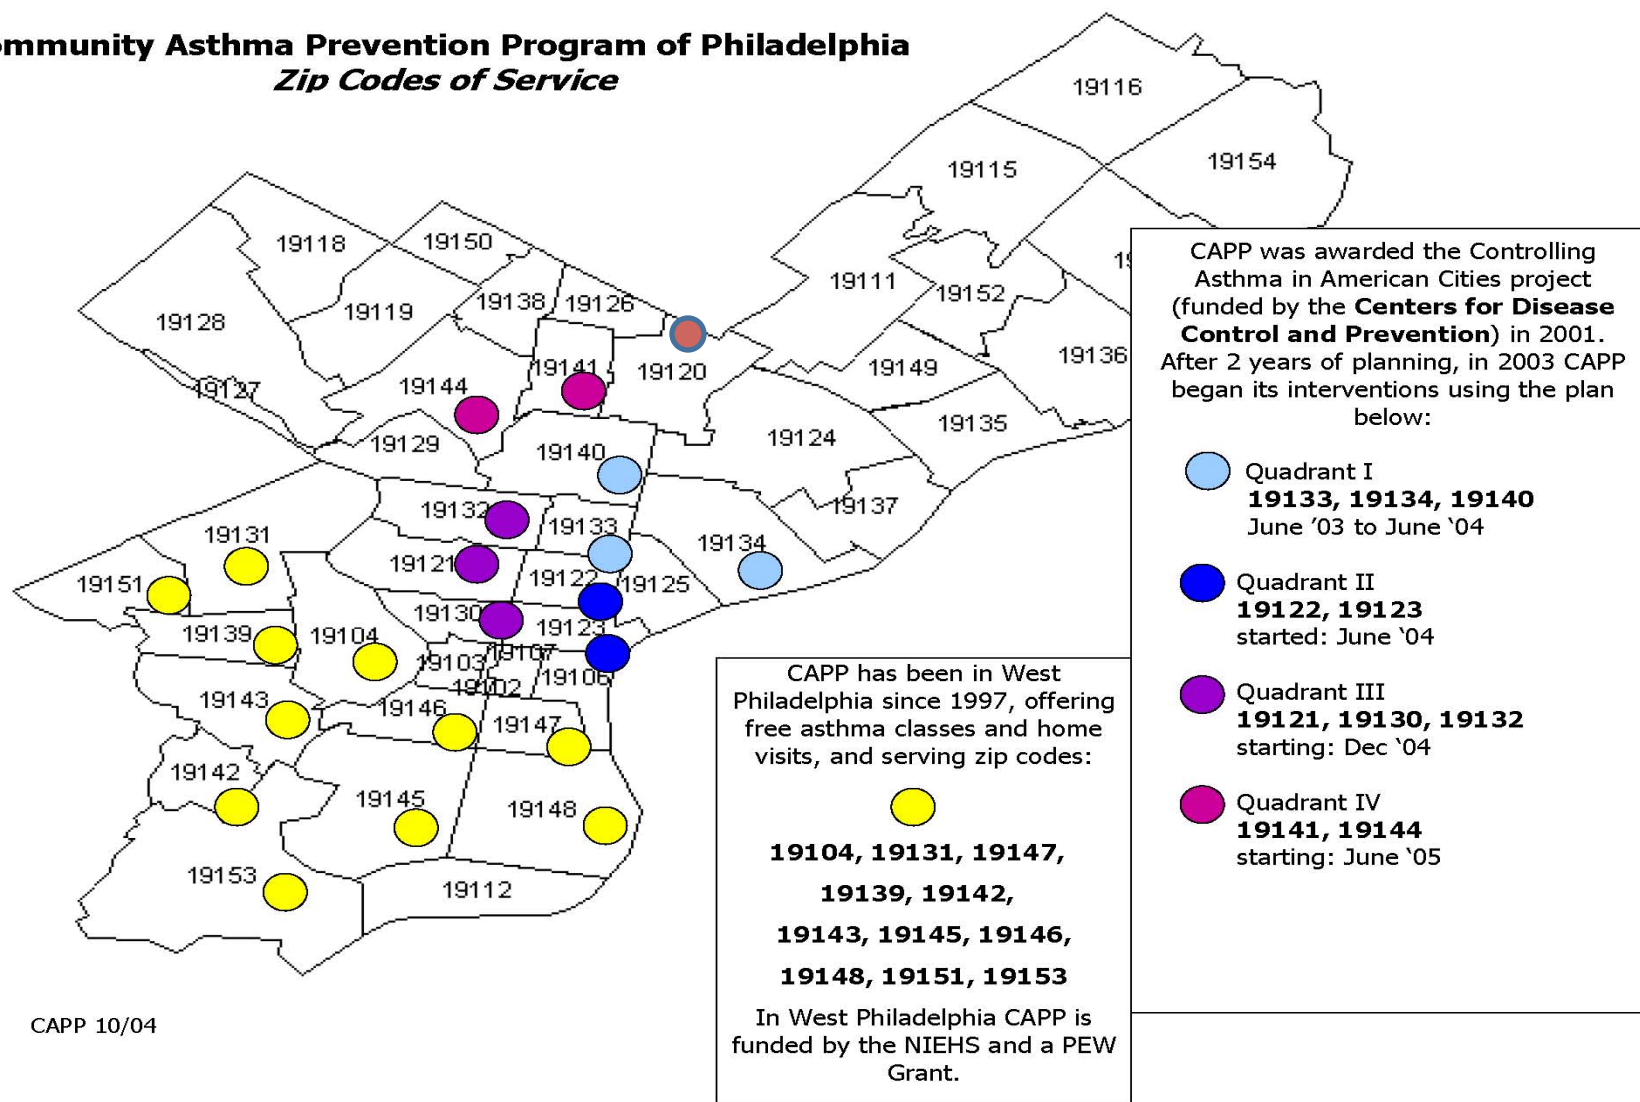 ommunity Asthma Prevention Program of Philadelphia
Zip Codes of Service
19116
19115
19154
19118
19150
19111
19152
19138
19126
19119
19128
19136
19141
19120
19149
19144
19127
19135
19129
19124
19140
19137
19132
19133
19131
19134
19121
19122
19125
19151
19130
19123
19139
19104
19107
19103
19106
19102
19143
19146
19147
19142
19145
19148
19153
19112
CAPP 10/04
CAPP was awarded the Controlling
Asthma in American Cities project
(funded by the Centers for Disease
Control and Prevention) in 2001.
After 2 years of planning, in 2003 CAPP
began its interventions using the plan
below:
Quadrant I
19133, 19134, 19140
June ’03 to June ‘04
Quadrant II
19122, 19123
started: June ‘04
Quadrant III
19121, 19130, 19132
starting: Dec ‘04
Quadrant IV
19141, 19144
starting: June ‘05
CAPP has been in West
Philadelphia since 1997, offering
free asthma classes and home
visits, and serving zip codes:
19104, 19131, 19147,
19139, 19142,
19143, 19145, 19146,
19148, 19151, 19153
In West Philadelphia CAPP is
funded by the NIEHS and a PEW
Grant.